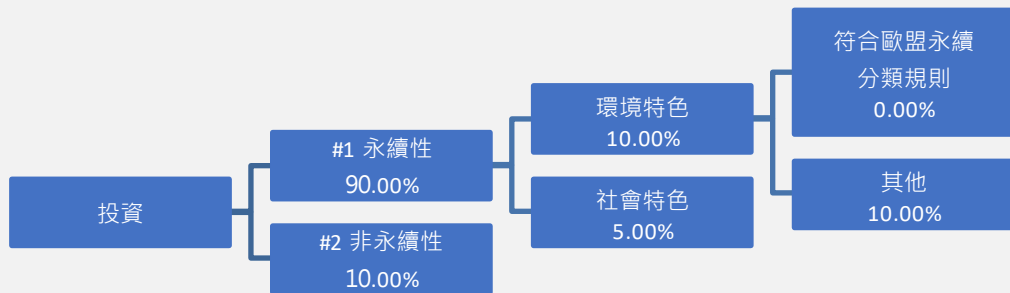 投資
#1 永續性
90.00%
#2 非永續性
10.00%
環境特色
10.00%
社會特色
5.00%
符合歐盟永續
分類規則
0.00%
其他
10.00%